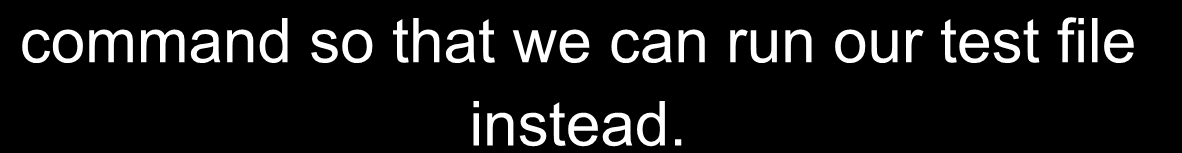 command so that we can run our test file
instead.